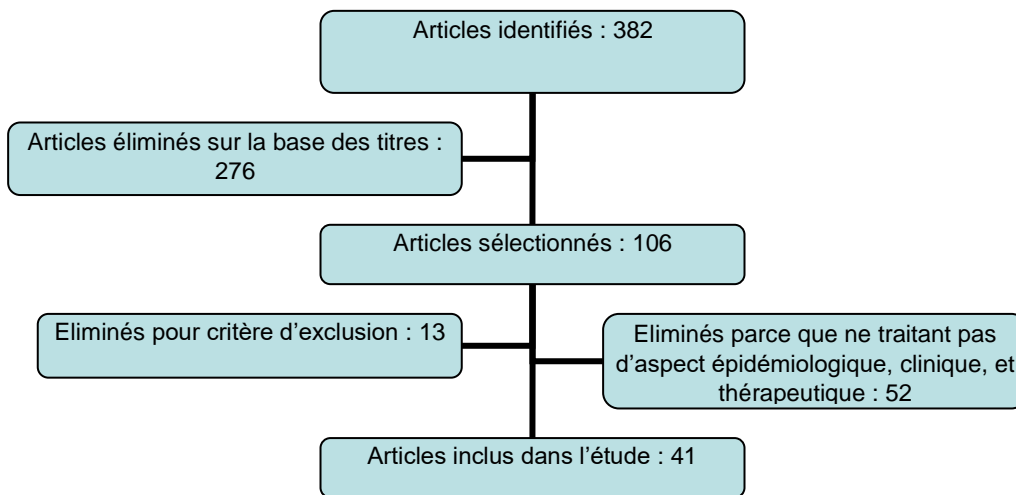 Articles identifiés : 382
Articles éliminés sur la base des titres :
276
Articles sélectionnés : 106
Eliminés pour critère d’exclusion : 13
Eliminés parce que ne traitant pas
d’aspect épidémiologique, clinique, et
thérapeutique : 52
Articles inclus dans l’étude : 41